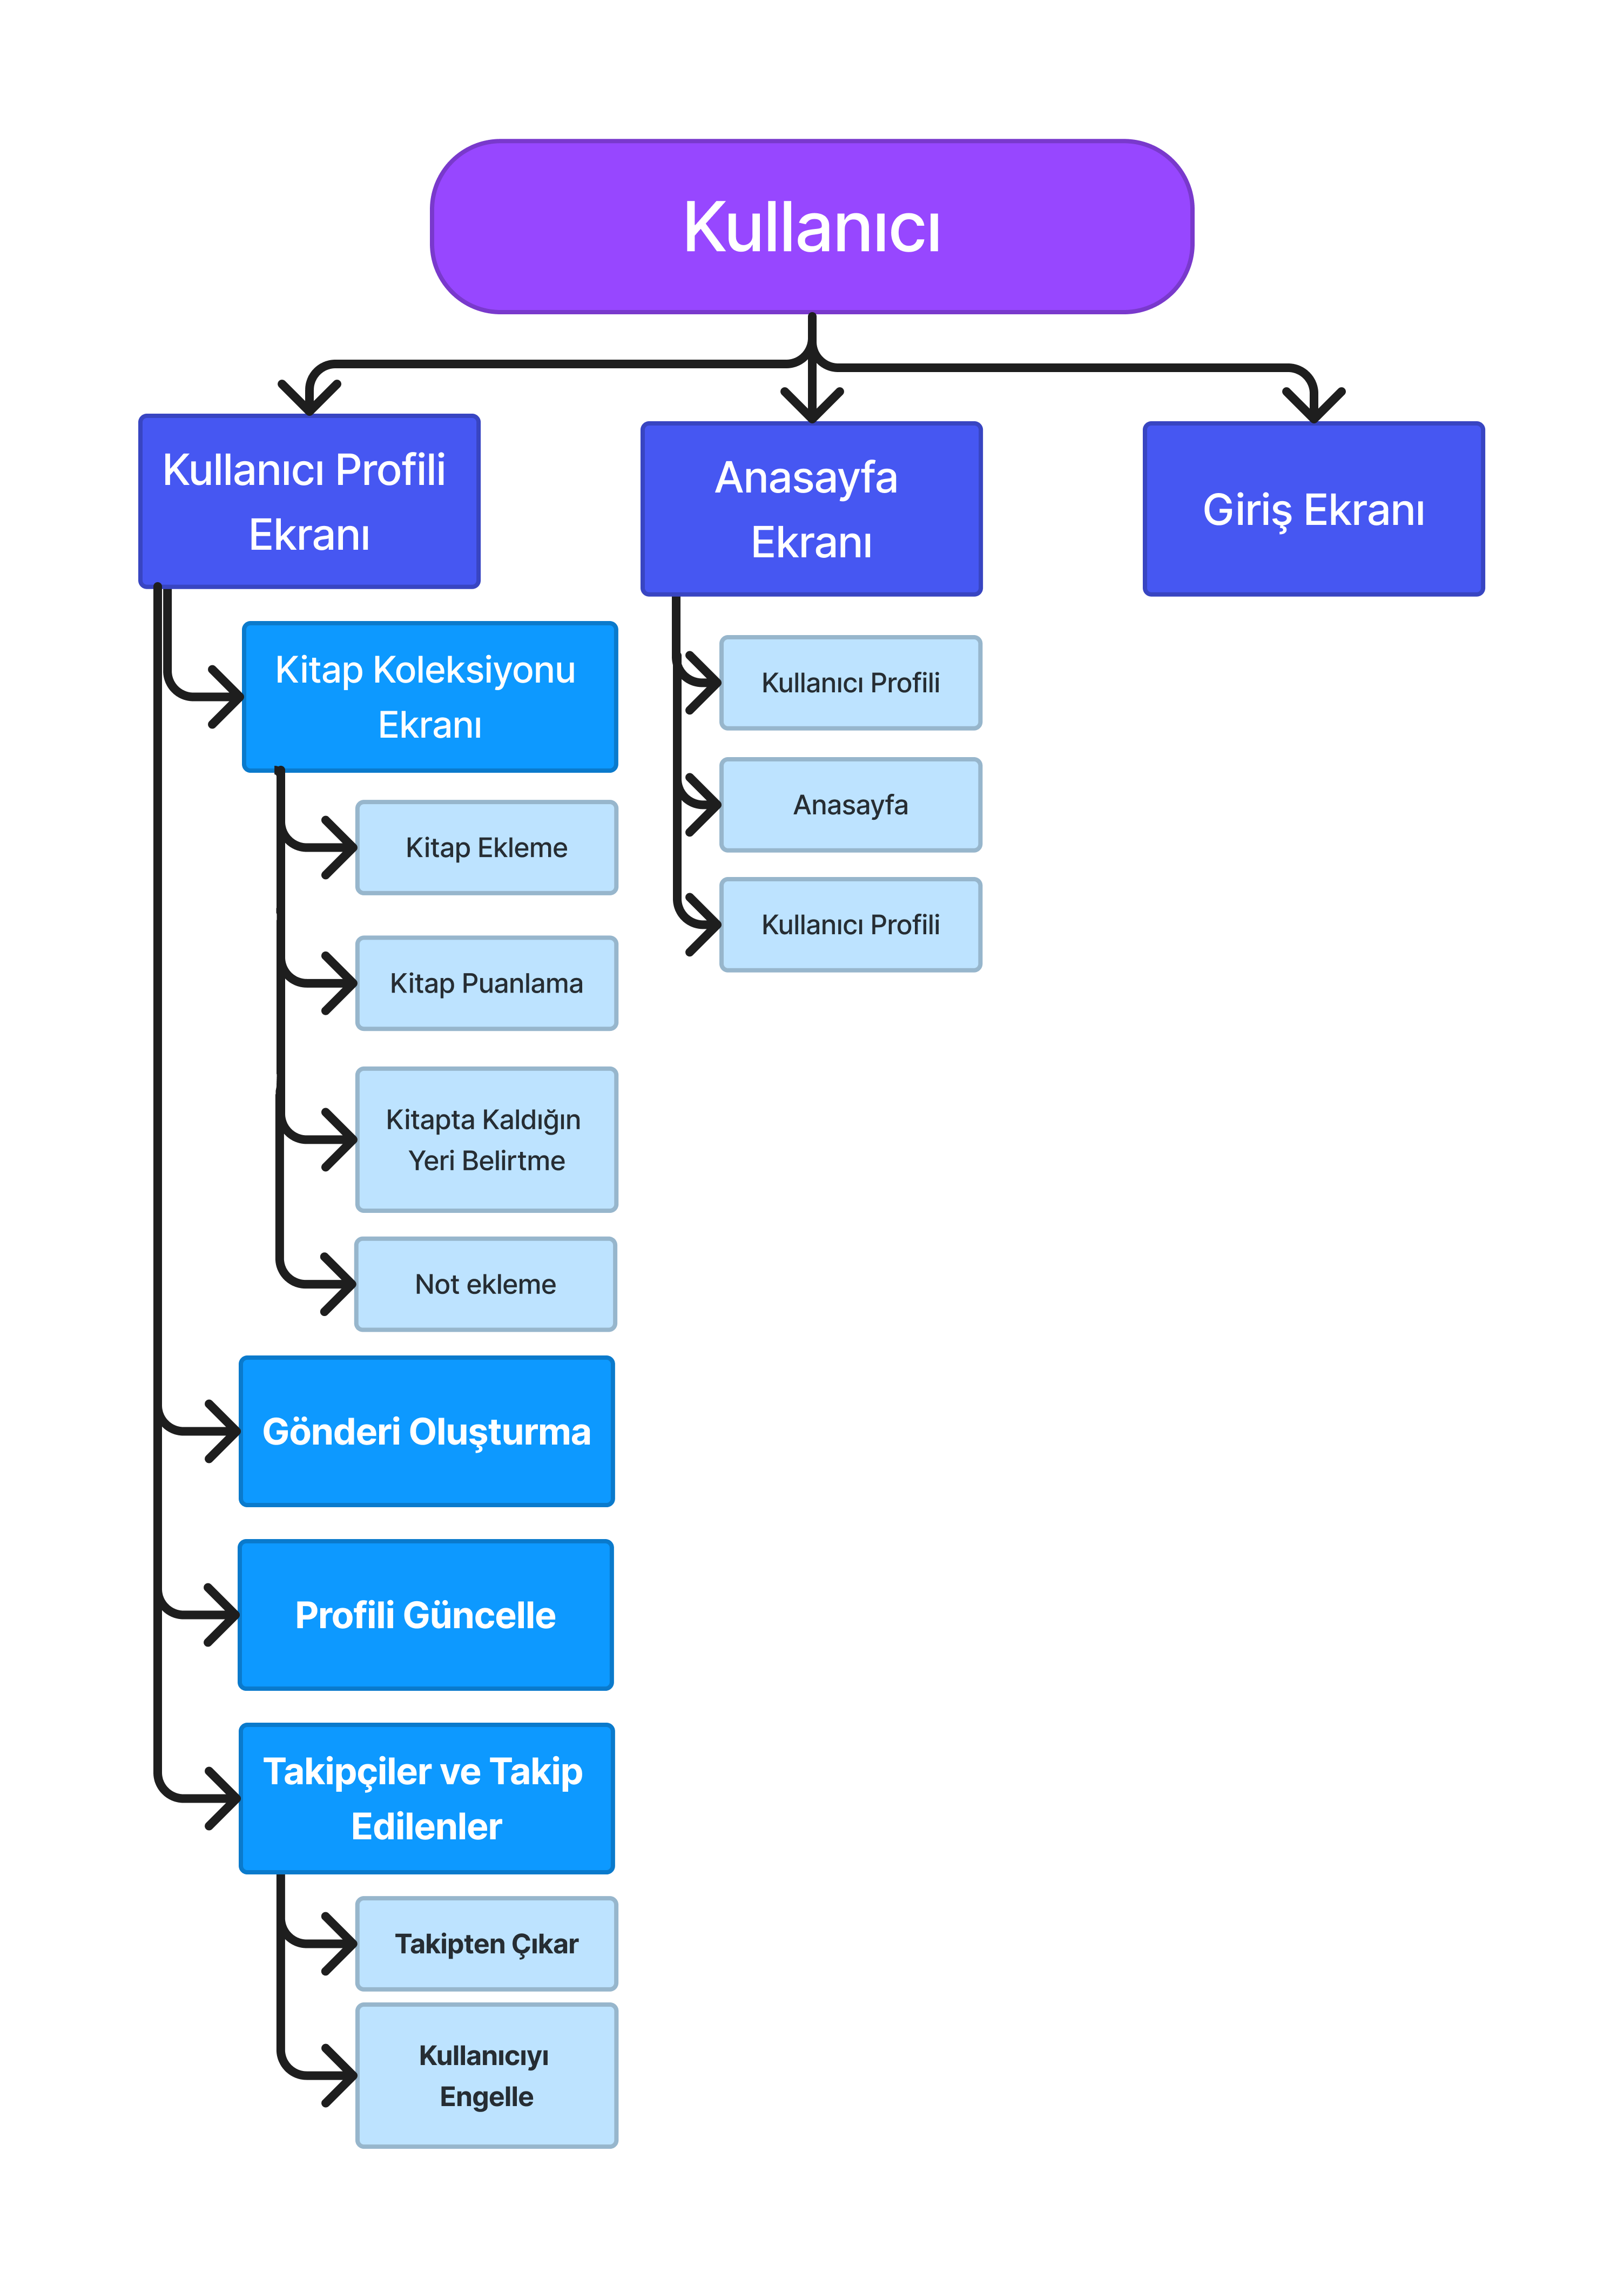 Kullanıcı
Kullanıcı Profili
Ekranı
Anasayfa
Ekranı
Giriş Ekranı
Kitap Koleksiyonu
Ekranı
Kitap Ekleme
Kitap Puanlama
Kitapta Kaldığın
Yeri Belirtme
Not ekleme
Gönderi Oluşturma
Profili Güncelle
Takipçiler ve Takip
Edilenler
Takipten Çıkar
Kullanıcıyı
Engelle
Kullanıcı Profili
Anasayfa
Kullanıcı Profili